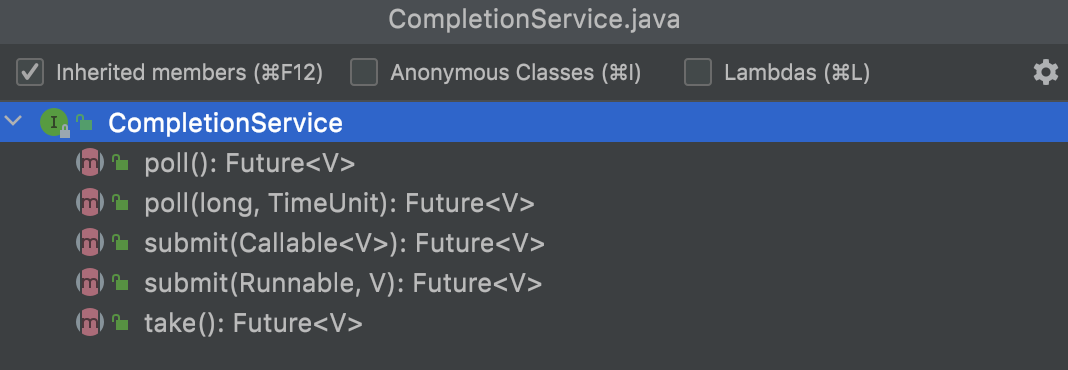 CompletionService.java
Inherited members (⌘F12) Anonymous Classes (⌘I) Lambdas (⌘L)
I CompletionService
m poll(): Future<V>
m poll(long, TimeUnit): Future<V>
m submit(Callable<V>): Future<V>
m submit(Runnable, V): Future<V>
m take(): Future<V>